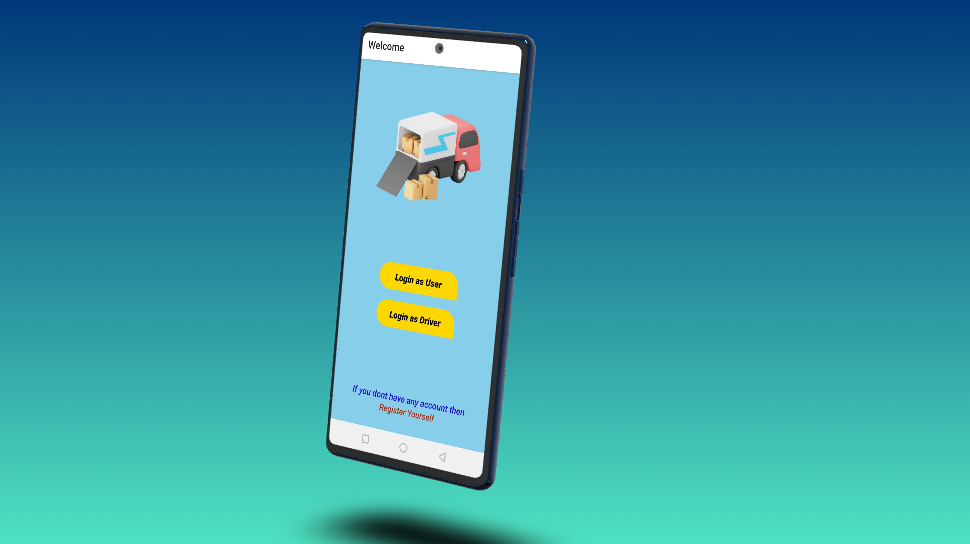 Welcome
Login as User
Login as Driver
If you dont have any account then
Register Yourself